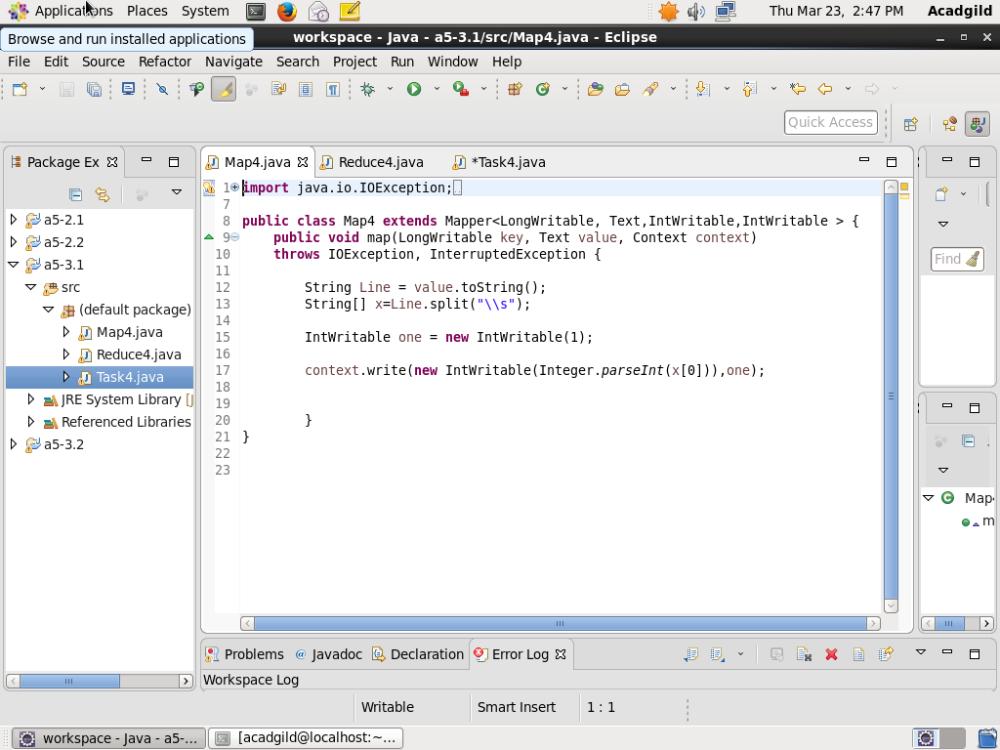 Applications Places System Thu Mar 23, 2:47 PM Acadgild
Browse and run installed applications
workspace - Java - a5-3.1/src/Map4.java - Eclipse
File Edit Source Refactor Navigate Search Project Run Window Help
Quick Access
Package Ex
Map4.java Reduce4.java *Task4.java
a5-2.1
a5-2.2
a5-3.1
src
(default package)
Map4.java
Reduce4.java
Task4.java
JRE System Library [
Referenced Libraries
a5-3.2
1 import java.io.IOException;
7
8 public class Map4 extends Mapper<LongWritable, Text,IntWritable,IntWritable > {
9 public void map(LongWritable key, Text value, Context context)
10 throws IOException, InterruptedException {
11
12 String Line = value.toString();
13 String[] x=Line.split("\\s");
14
15 IntWritable one = new IntWritable(1);
16
17 context.write(new IntWritable(Integer.parseInt(x[0])),one);
18
19
20 }
21 }
22
23
Find
Map4
m
Problems @ Javadoc Declaration Error Log
Workspace Log
Writable Smart Insert 1 : 1
workspace - Java - a5-... [acadgild@localhost:~...